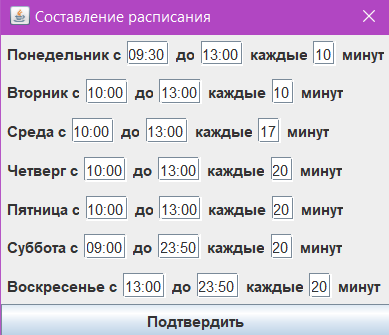 Составление расписания
Понедельник с 09:30 до 13:00 каждые 10 минут
Вторник с 10:00 до 13:00 каждые 10 минут
Среда с 10:00 до 13:00 каждые 17 минут
Четверг с 10:00 до 13:00 каждые 20 минут
Пятница с 10:00 до 13:00 каждые 20 минут
Суббота с 09:00 до 23:50 каждые 20 минут
Воскресенье с 13:00 до 23:50 каждые 20 минут
Подтвердить